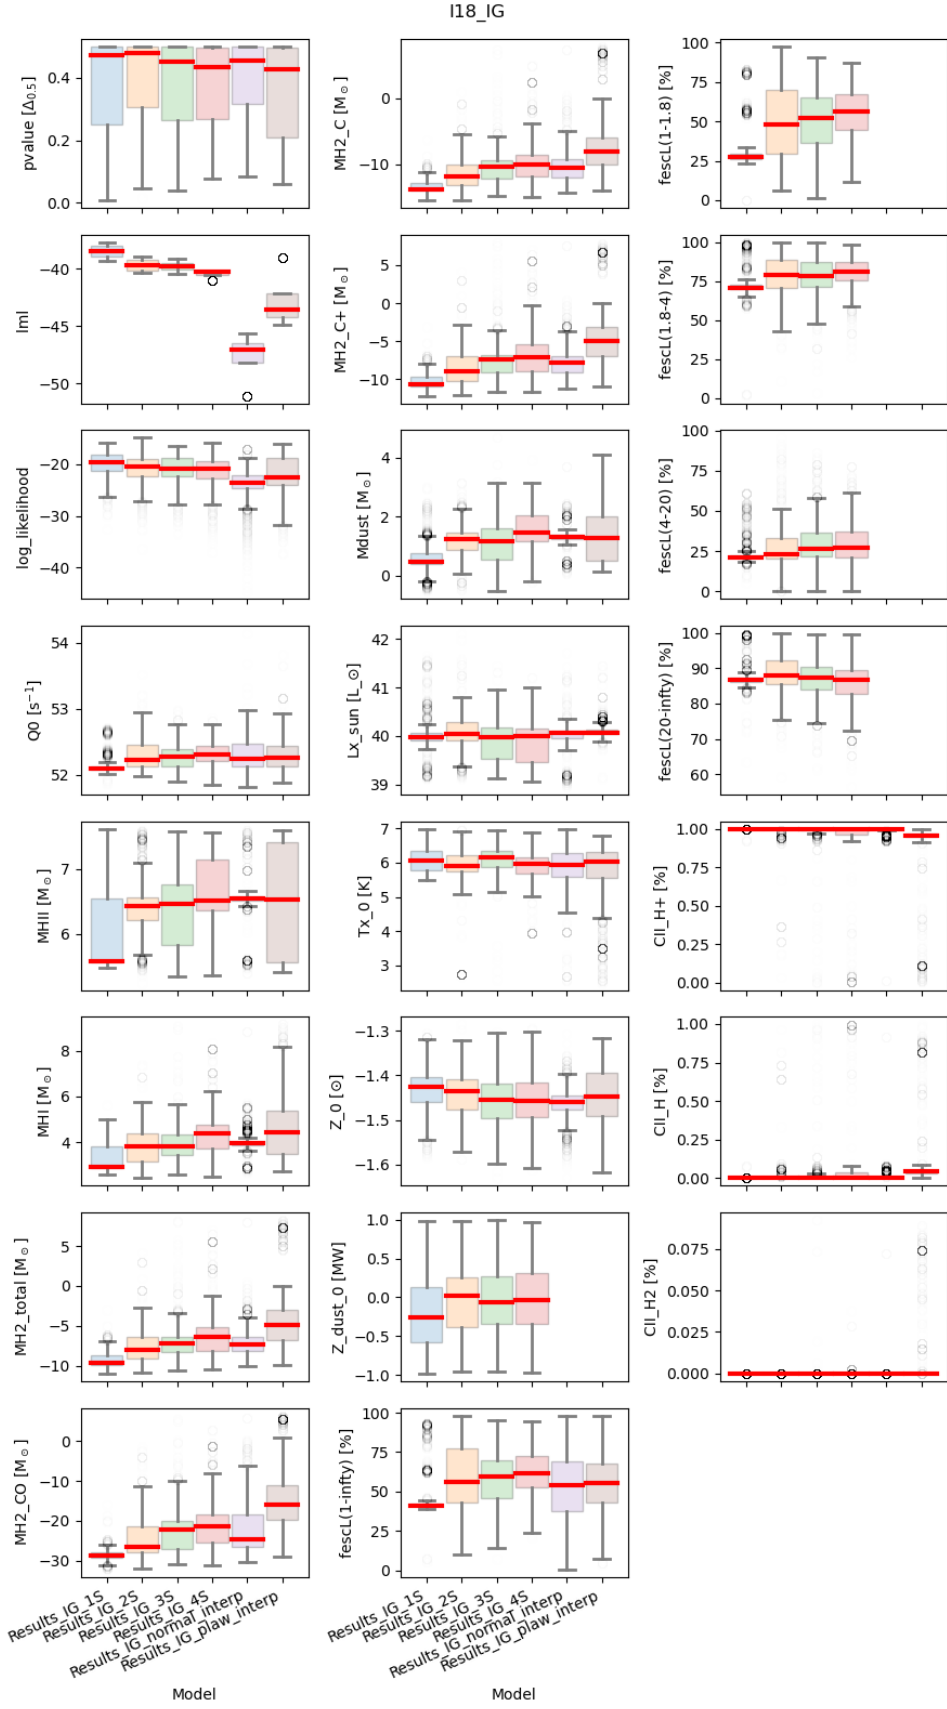 I18_IG
pvalue [Δ0.5]
0.4
0.2
0.0
lml
−40
−45
−50
log_likelihood
−20
−30
−40
Q0 [s⁻¹]
54
53
52
MHII [M⊙]
7
6
MHI [M⊙]
8
6
4
MH2_total [M⊙]
5
0
−5
−10
MH2_CO [M⊙]
0
−10
−20
−30
Results_IG_1S
Results_IG_2S
Results_IG_3S
Results_IG_4S
Results_IG_normaT_interp
Results_IG_plaw_interp
Model
MH2_C [M⊙]
0
−10
MH2_C+ [M⊙]
5
0
−5
−10
Mdust [M⊙]
4
2
0
Lx_sun [L_⊙]
42
41
40
39
Tx_0 [K]
7
6
5
4
3
Z_0 [⊙]
−1.3
−1.4
−1.5
−1.6
Z_dust_0 [MW]
1.0
0.5
0.0
−0.5
−1.0
fescL(1-infty) [%]
100
75
50
25
0
Results_IG_1S
Results_IG_2S
Results_IG_3S
Results_IG_4S
Results_IG_normaT_interp
Results_IG_plaw_interp
Model
fescL(1-1.8) [%]
100
75
50
25
0
fescL(1.8-4) [%]
100
75
50
25
0
fescL(4-20) [%]
100
75
50
25
0
fescL(20-infty) [%]
100
90
80
70
60
CII_H+ [%]
1.00
0.75
0.50
0.25
0.00
CII_H [%]
1.00
0.75
0.50
0.25
0.00
CII_H2 [%]
0.075
0.050
0.025
0.000